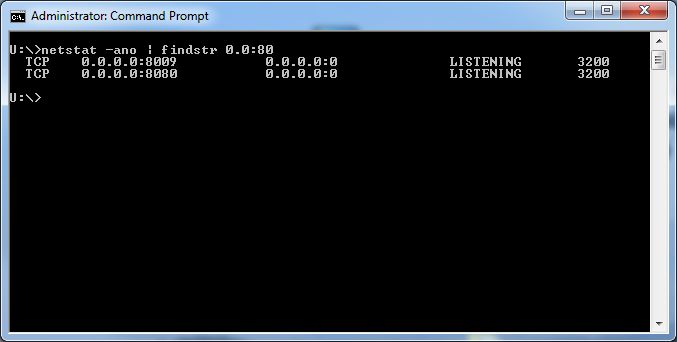 Administrator: Command Prompt
U:\>netstat -ano | findstr 0.0:80
TCP 0.0.0.0:8009 0.0.0.0:0 LISTENING 3200
TCP 0.0.0.0:8080 0.0.0.0:0 LISTENING 3200
U:\>